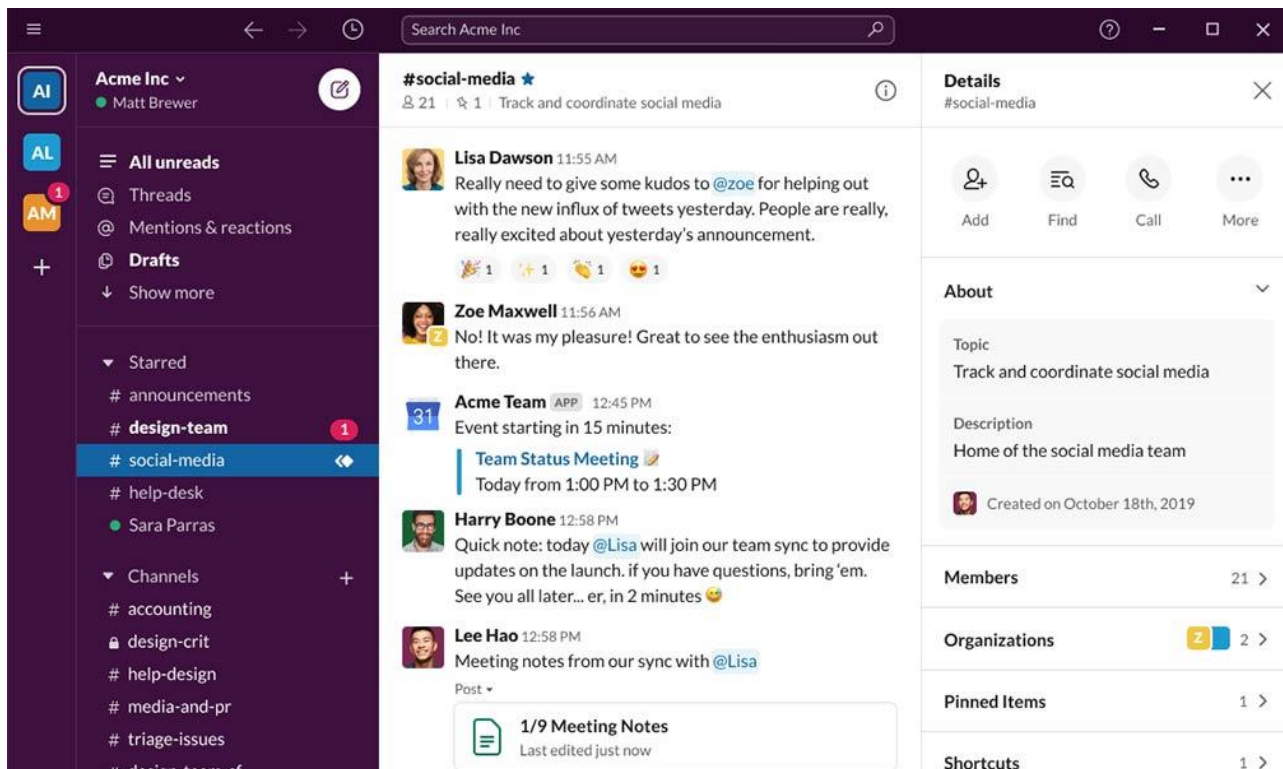 Search Acme Inc
AI
AL
AM
1
Acme Inc
Matt Brewer
All unreads
Threads
@ Mentions & reactions
Drafts
Show more
Starred
# announcements
# design-team 1
# social-media
# help-desk
Sara Parras
Channels +
# accounting
design-crit
# help-design
# media-and-pr
# triage-issues
#social-media
21 | 1 | Track and coordinate social media
Lisa Dawson 11:55 AM
Really need to give some kudos to @zoe for helping out
with the new influx of tweets yesterday. People are really,
really excited about yesterday's announcement.
1 1 1 1
Z
Zoe Maxwell 11:56 AM
No! It was my pleasure! Great to see the enthusiasm out
there.
31
Acme Team APP 12:45 PM
Event starting in 15 minutes:
Team Status Meeting
Today from 1:00 PM to 1:30 PM
Harry Boone 12:58 PM
Quick note: today @Lisa will join our team sync to provide
updates on the launch. if you have questions, bring 'em.
See you all later... er, in 2 minutes
Lee Hao 12:58 PM
Meeting notes from our sync with @Lisa
Post
1/9 Meeting Notes
Last edited just now
Details
#social-media
Add Find Call More
About
Topic
Track and coordinate social media
Description
Home of the social media team
Created on October 18th, 2019
Members 21
Organizations Z 2
Pinned Items 1
Shortcuts 1